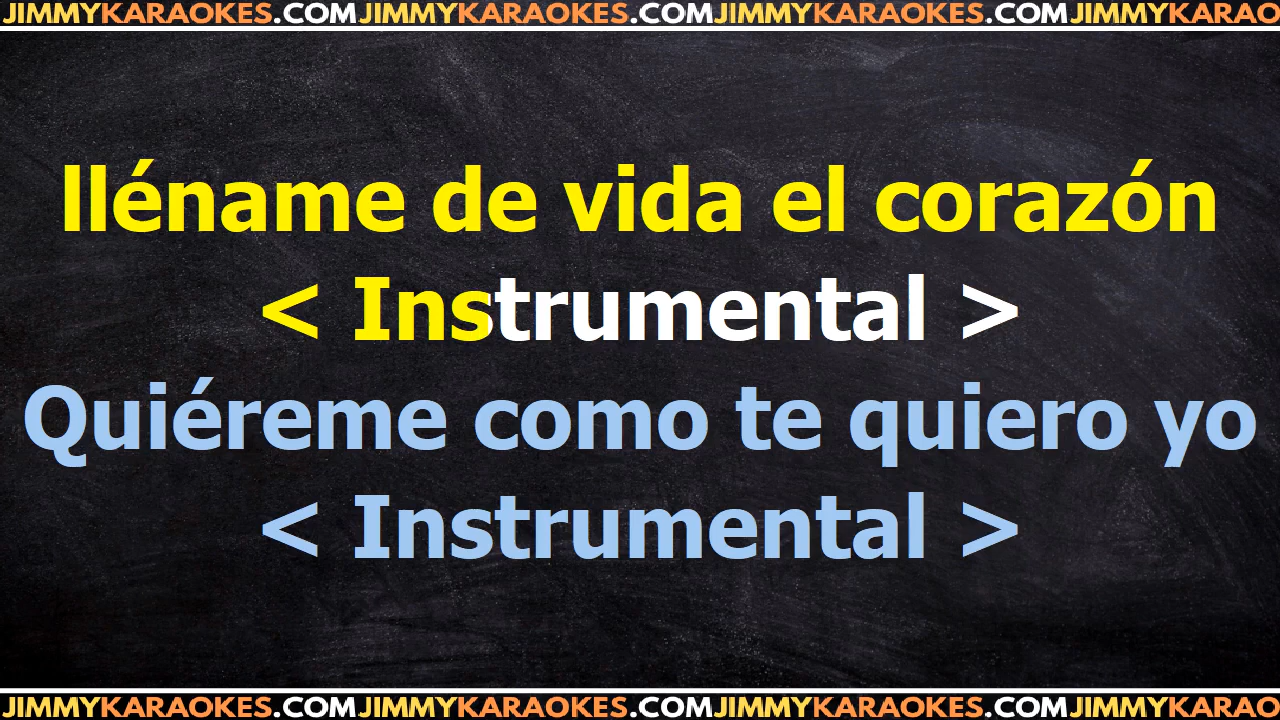 JIMMYKARAOKES.COMJIMMYKARAOKES.COMJIMMYKARAOKES.COMJIMMYKARAO
lléname de vida el corazón
< Instrumental >
Quiéreme como te quiero yo
< Instrumental >
JIMMYKARAOKES.COMJIMMYKARAOKES.COMJIMMYKARAOKES.COMJIMMYKARAO